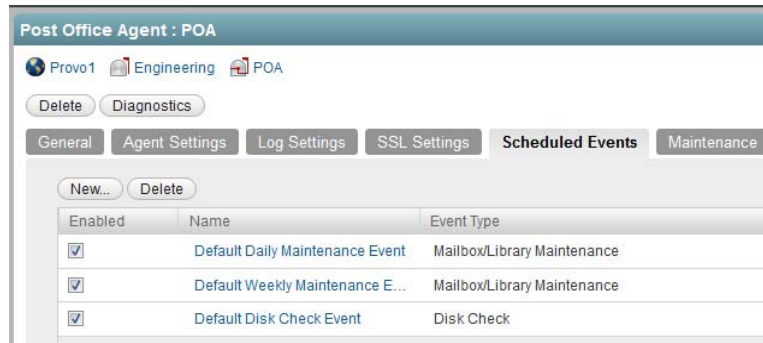 Post Office Agent : POA
Provo1 Engineering POA
Delete Diagnostics
General Agent Settings Log Settings SSL Settings Scheduled Events Maintenance
New... Delete
Enabled Name Event Type
Default Daily Maintenance Event Mailbox/Library Maintenance
Default Weekly Maintenance E... Mailbox/Library Maintenance
Default Disk Check Event Disk Check